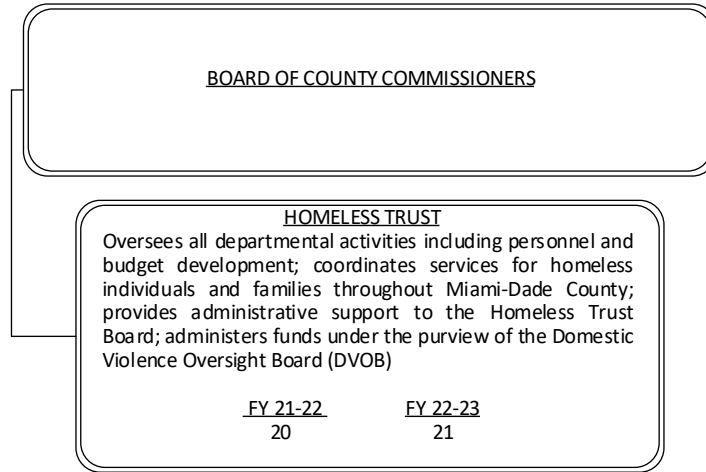 BOARD OF COUNTY COMMISSIONERS
HOMELESS TRUST
Oversees all departmental activities including personnel and
budget development; coordinates services for homeless
individuals and families throughout Miami-Dade County;
provides administrative support to the Homeless Trust
Board; administers funds under the purview of the Domestic
Violence Oversight Board (DVOB)
FY 21-22 FY 22-23
20 21